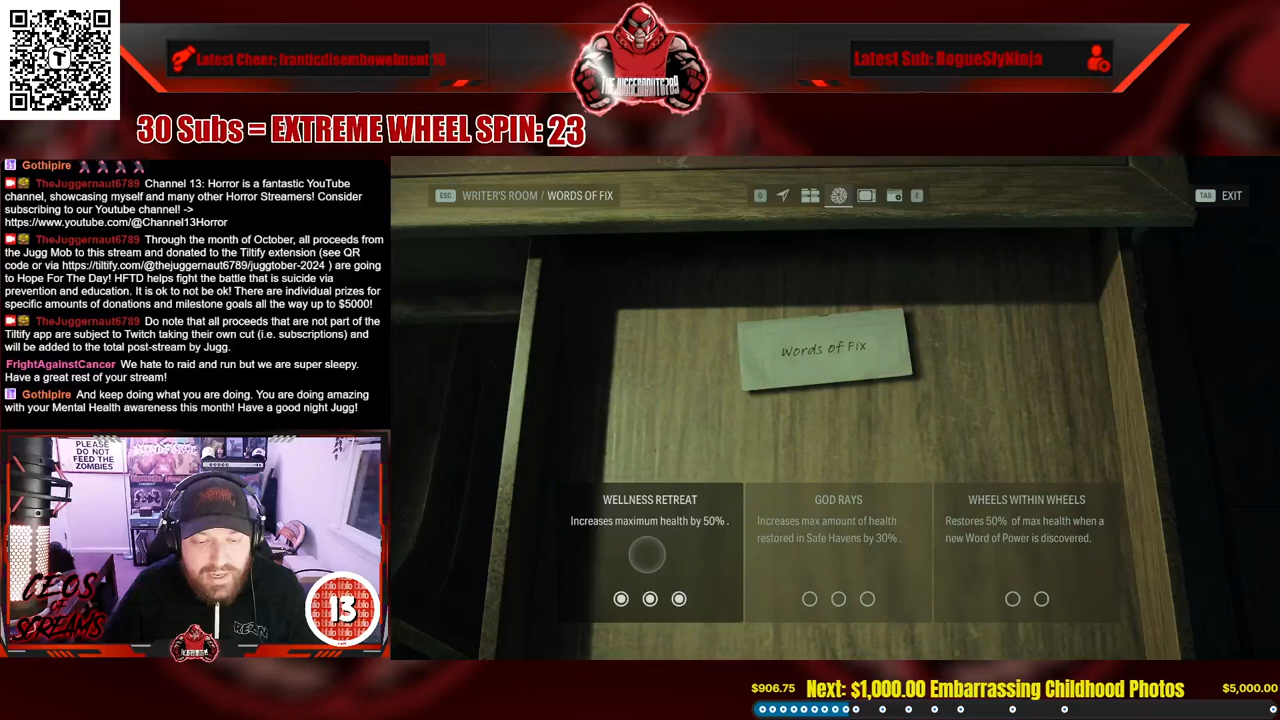 Latest Cheer: franticdisembowelment 10
THEJUGGERNAUT6789
Latest Sub: RogueSlyNinja
30 Subs = EXTREME WHEEL SPIN: 23
Gothipire
TheJuggernaut6789 Channel 13: Horror is a fantastic YouTube
channel, showcasing myself and many other Horror Streamers! Consider
subscribing to our Youtube channel! ->
https://www.youtube.com/@Channel13Horror
TheJuggernaut6789 Through the month of October, all proceeds from
the Jugg Mob to this stream and donated to the Tiltify extension (see QR
code or via https://tiltify.com/@thejuggernaut6789/juggtober-2024 ) are going
to Hope For The Day! HFTD helps fight the battle that is suicide via
prevention and education. It is ok to not be ok! There are individual prizes for
specific amounts of donations and milestone goals all the way up to $5000!
TheJuggernaut6789 Do note that all proceeds that are not part of the
Tiltify app are subject to Twitch taking their own cut (i.e. subscriptions) and
will be added to the total post-stream by Jugg.
FrightAgainstCancer We hate to raid and run but we are super sleepy.
Have a great rest of your stream!
Gothipire And keep doing what you are doing. You are doing amazing
with your Mental Health awareness this month! Have a good night Jugg!
ESC WRITER'S ROOM / WORDS OF FIX
Q
E
TAB EXIT
Words of Fix
WELLNESS RETREAT
Increases maximum health by 50% .
GOD RAYS
Increases max amount of health
restored in Safe Havens by 30% .
WHEELS WITHIN WHEELS
Restores 50% of max health when a
new Word of Power is discovered.
PLEASE
DO NOT
FEED THE
ZOMBIES
CEOS
OF
SCREAMS
13
$906.75 Next: $1,000.00 Embarrassing Childhood Photos $5,000.00